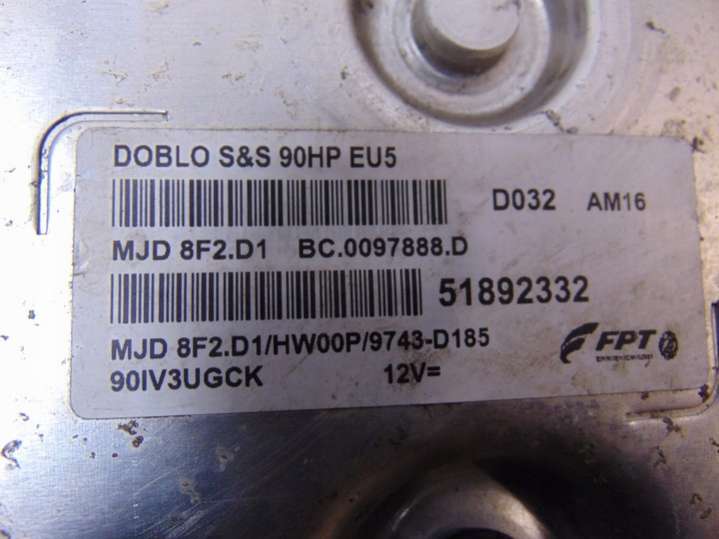 DOBLO S&S 90HP EU5
D032 AM16
MJD 8F2.D1 BC.0097888.D
51892332
MJD 8F2.D1/HW00P/9743-D185
FPT
90IV3UGCK 12V=